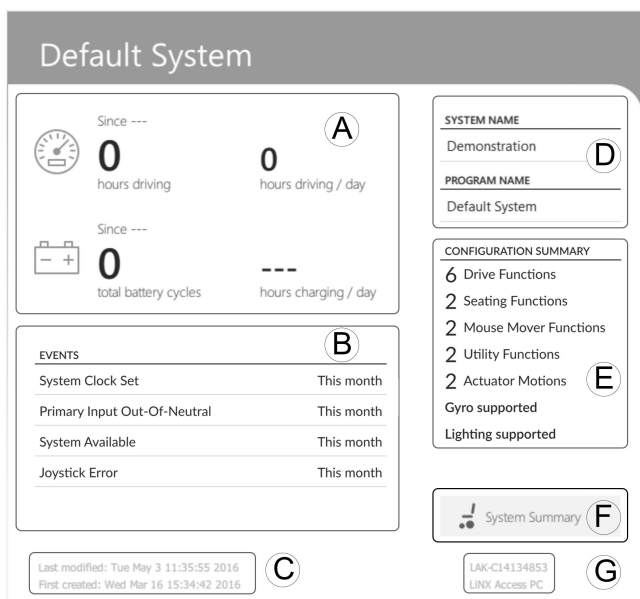 Default System
Since ---
A
0
0
hours driving
hours driving / day
Since ---
- +
0
---
total battery cycles
hours charging / day
B
EVENTS
System Clock Set This month
Primary Input Out-Of-Neutral This month
System Available This month
Joystick Error This month
Last modified: Tue May 3 11:35:55 2016
First created: Wed Mar 16 15:34:42 2016
C
SYSTEM NAME
Demonstration
D
PROGRAM NAME
Default System
CONFIGURATION SUMMARY
6 Drive Functions
2 Seating Functions
2 Mouse Mover Functions
2 Utility Functions
2 Actuator Motions
E
Gyro supported
Lighting supported
System Summary
F
LAK-C14134853
LiNX Access PC
G